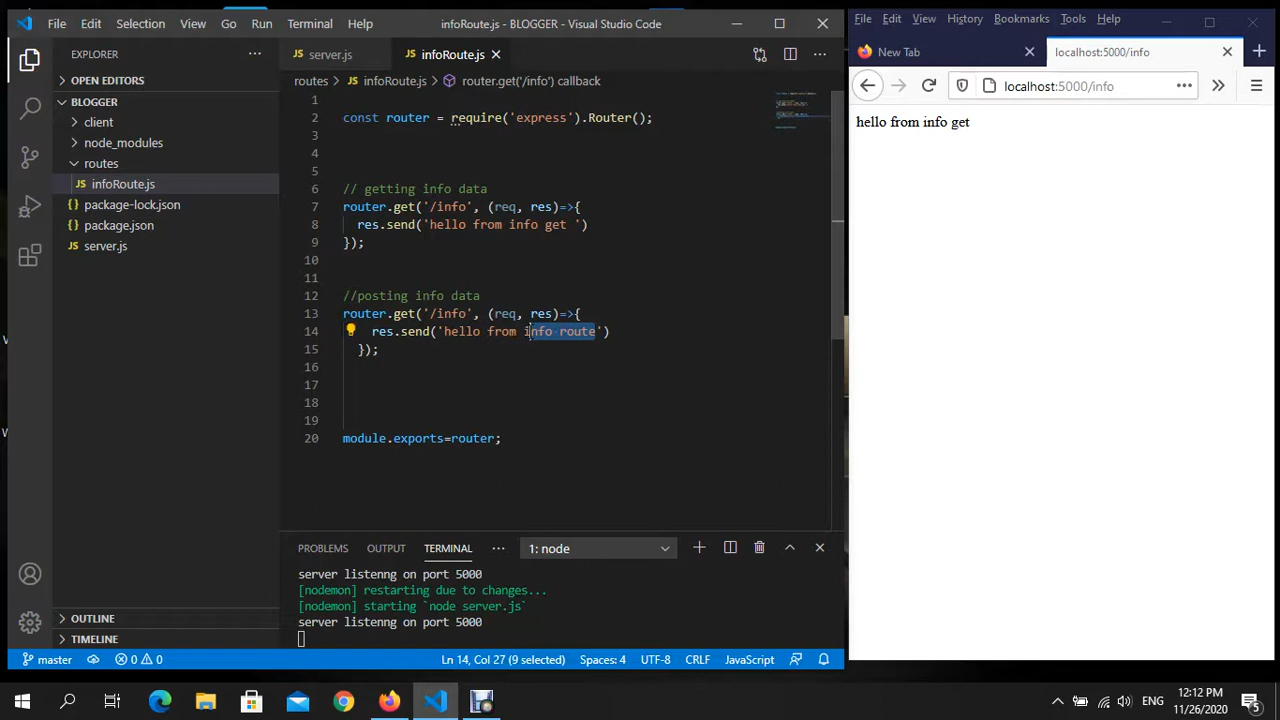 File Edit Selection View Go Run Terminal Help infoRoute.js - BLOGGER - Visual Studio Code
EXPLORER
OPEN EDITORS
BLOGGER
client
node_modules
routes
JS infoRoute.js
{} package-lock.json
{} package.json
JS server.js
OUTLINE
TIMELINE
JS server.js JS infoRoute.js
routes > JS infoRoute.js > router.get('/info') callback
1
2 const router = require('express').Router();
3
4
5
6 // getting info data
7 router.get('/info', (req, res)=>{
8 res.send('hello from info get ')
9 });
10
11
12 //posting info data
13 router.get('/info', (req, res)=>{
14 res.send('hello from info route')
15 });
16
17
18
19
20 module.exports=router;
PROBLEMS OUTPUT TERMINAL ... 1: node
server listenng on port 5000
[nodemon] restarting due to changes...
[nodemon] starting `node server.js`
server listenng on port 5000
master 0 0 Ln 14, Col 27 (9 selected) Spaces: 4 UTF-8 CRLF JavaScript
File Edit View History Bookmarks Tools Help
New Tab localhost:5000/info
localhost:5000/info
hello from info get
ENG 12:12 PM
11/26/2020 5